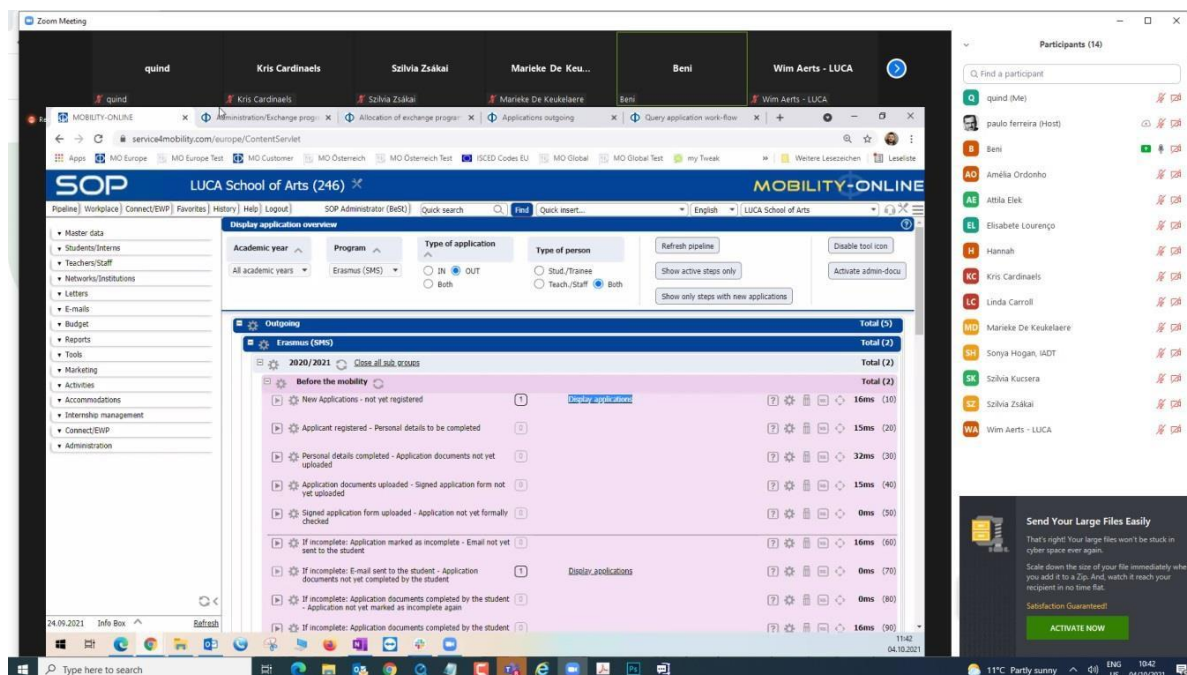 Zoom Meeting
quind
Kris Cardinaels
Szilvia Zsákai
Marieke De Keu...
Beni
Wim Aerts - LUCA
quind
Kris Cardinaels
Szilvia Zsákai
Marieke De Keukelaere
Beni
Wim Aerts - LUCA
MOBILITY-ONLINE
Administration/Exchange progr
Allocation of exchange program
Applications outgoing
Query application work-flow
service4mobility.com/europe/ContentServlet
Apps
MO Europe
MO Europe Test
MO Customer
MO Österreich
MO Österreich Test
ISCED Codes EU
MO Global
MO Global Test
my Tweak
Weitere Lesezeichen
Leseliste
SOP
LUCA School of Arts (246)
MOBILITY-ONLINE
Pipeline| Workplace| Connect/EWP| Favorites| History| Help| Logout|
SOP Administrator (BeSt)|
Quick search
Find
Quick insert...
English
LUCA School of Arts
Master data
Students/Interns
Teachers/Staff
Networks/Institutions
Letters
E-mails
Budget
Reports
Tools
Marketing
Activities
Accommodations
Internship management
Connect/EWP
Administration
24.09.2021
Info Box
Refresh
Display application overview
Academic year
Program
Type of application
Type of person
All academic years
Erasmus (SMS)
IN
OUT
Both
Stud./Trainee
Teach./Staff
Both
Refresh pipeline
Show active steps only
Show only steps with new applications
Disable tool icon
Activate admin-docu
Outgoing
Total (5)
Erasmus (SMS)
Total (2)
2020/2021
Close all sub groups
Total (2)
Before the mobility
Total (2)
New Applications - not yet registered
1
Display applications
16ms (10)
Applicant registered - Personal details to be completed
0
15ms (20)
Personal details completed - Application documents not yet
uploaded
0
32ms (30)
Application documents uploaded - Signed application form not
yet uploaded
0
15ms (40)
Signed application form uploaded - Application not yet formally
checked
0
0ms (50)
If incomplete: Application marked as incomplete - Email not yet
sent to the student
0
16ms (60)
If incomplete: E-mail sent to the student - Application
documents not yet completed by the student
1
Display applications
0ms (70)
If incomplete: Application documents completed by the student
- Application not yet marked as incomplete again
0
0ms (80)
If incomplete: Application documents completed by the student
0
16ms (90)
11:42
04.10.2021
Participants (14)
Find a participant
Q
quind (Me)
paulo ferreira (Host)
B
Beni
AO
Amélia Ordonho
AE
Attila Elek
EL
Elisabete Lourenço
H
Hannah
KC
Kris Cardinaels
LC
Linda Carroll
MD
Marieke De Keukelaere
SH
Sonya Hogan, IADT
SK
Szilvia Kucsera
SZ
Szilvia Zsákai
WA
Wim Aerts - LUCA
Send Your Large Files Easily
That's right! Your large files won't be stuck in
cyber space ever again.
Scale down the size of your file immediately whe
you add it to a Zip. And, watch it reach your
recipient in no time flat.
Satisfaction Guaranteed!
ACTIVATE NOW
Type here to search
11°C Partly sunny
ENG
US
10:42
04/10/2021